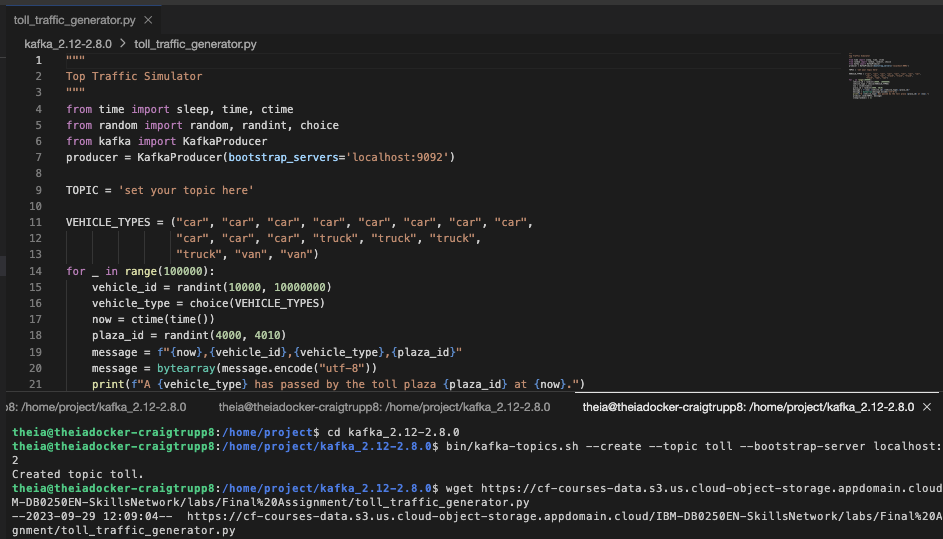 toll_traffic_generator.py ×
kafka_2.12-2.8.0 > toll_traffic_generator.py
1 """
2 Top Traffic Simulator
3 """
4 from time import sleep, time, ctime
5 from random import random, randint, choice
6 from kafka import KafkaProducer
7 producer = KafkaProducer(bootstrap_servers='localhost:9092')
8
9 TOPIC = 'set your topic here'
10
11 VEHICLE_TYPES = ("car", "car", "car", "car", "car", "car", "car", "car",
12 "car", "car", "car", "truck", "truck", "truck",
13 "truck", "van", "van")
14 for _ in range(100000):
15 vehicle_id = randint(10000, 10000000)
16 vehicle_type = choice(VEHICLE_TYPES)
17 now = ctime(time())
18 plaza_id = randint(4000, 4010)
19 message = f"{now},{vehicle_id},{vehicle_type},{plaza_id}"
20 message = bytearray(message.encode("utf-8"))
21 print(f"A {vehicle_type} has passed by the toll plaza {plaza_id} at {now}.")
p8: /home/project/kafka_2.12-2.8.0 theia@theiadocker-craigtrupp8: /home/project/kafka_2.12-2.8.0 theia@theiadocker-craigtrupp8: /home/project/kafka_2.12-2.8.0 ×
theia@theiadocker-craigtrupp8:/home/project$ cd kafka_2.12-2.8.0
theia@theiadocker-craigtrupp8:/home/project/kafka_2.12-2.8.0$ bin/kafka-topics.sh --create --topic toll --bootstrap-server localhost:
2
Created topic toll.
theia@theiadocker-craigtrupp8:/home/project/kafka_2.12-2.8.0$ wget https://cf-courses-data.s3.us.cloud-object-storage.appdomain.cloud
M-DB0250EN-SkillsNetwork/labs/Final%20Assignment/toll_traffic_generator.py
--2023-09-29 12:09:04-- https://cf-courses-data.s3.us.cloud-object-storage.appdomain.cloud/IBM-DB0250EN-SkillsNetwork/labs/Final%20A
gnment/toll_traffic_generator.py